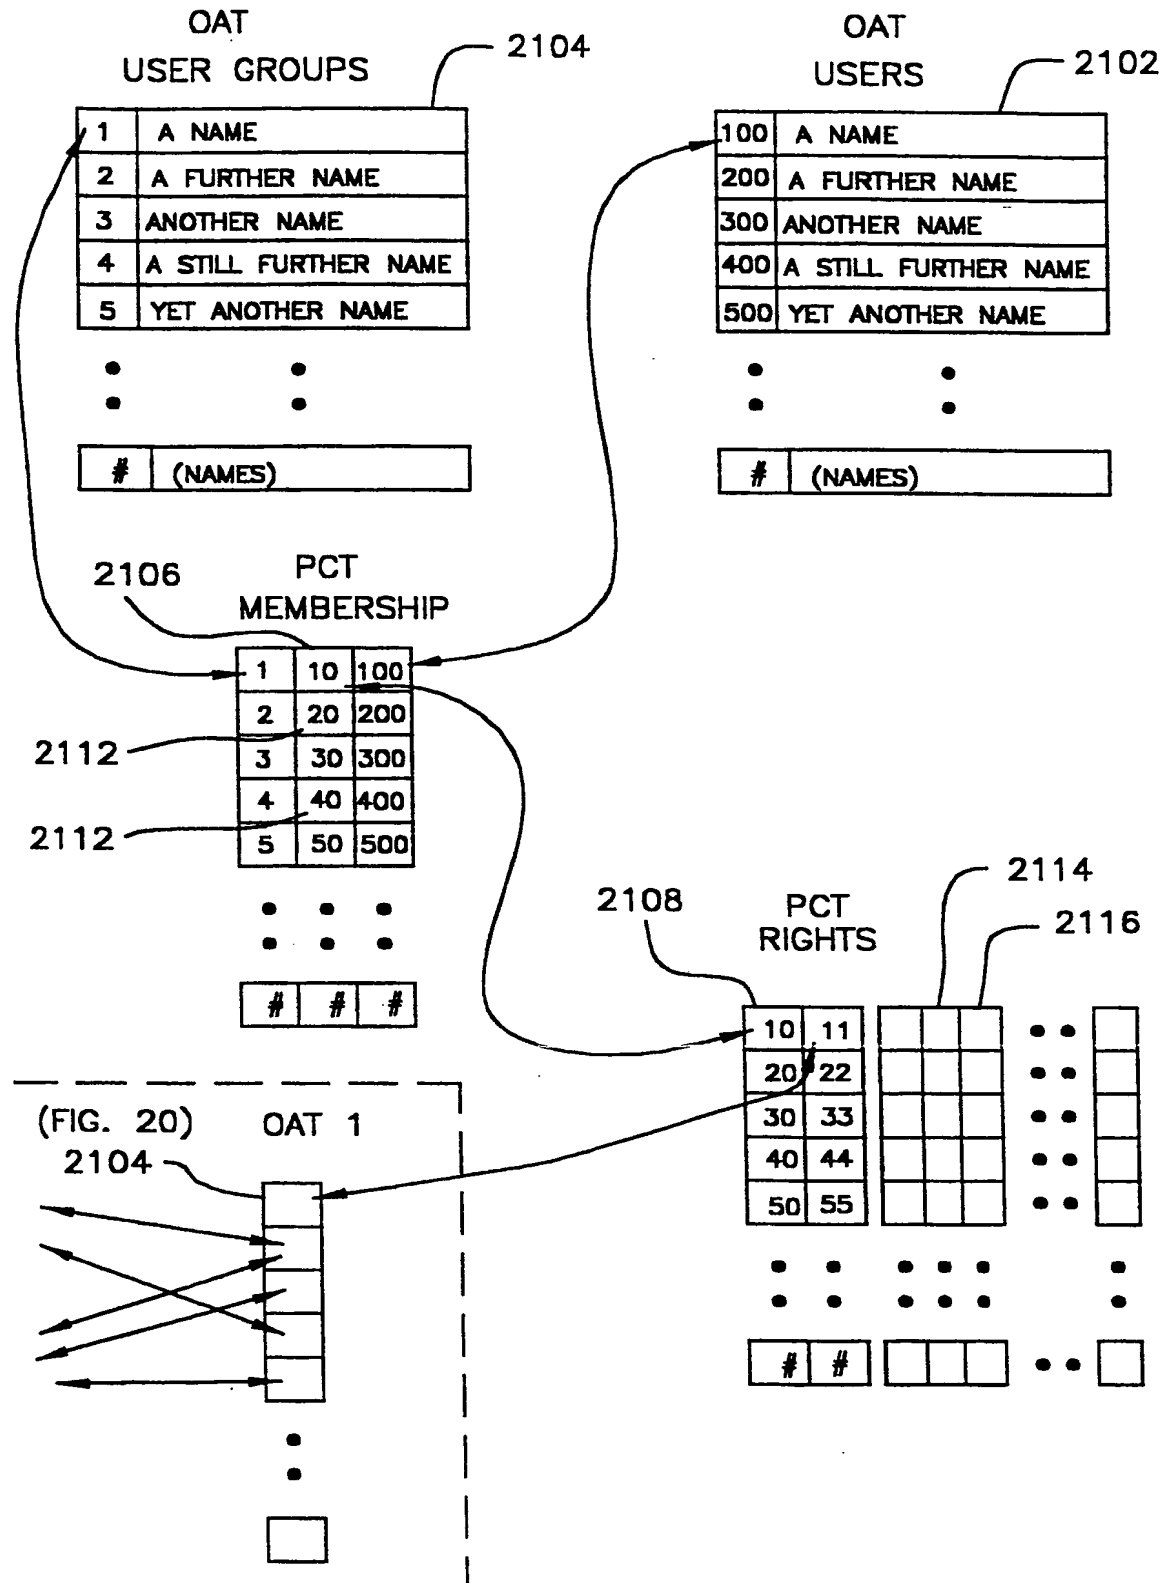 OAT
USER GROUPS
2104
1 A NAME
2 A FURTHER NAME
3 ANOTHER NAME
4 A STILL FURTHER NAME
5 YET ANOTHER NAME
# (NAMES)
OAT
USERS
2102
100 A NAME
200 A FURTHER NAME
300 ANOTHER NAME
400 A STILL FURTHER NAME
500 YET ANOTHER NAME
# (NAMES)
2106
PCT
MEMBERSHIP
1 10 100
2 20 200
2112
3 30 300
4 40 400
2112
5 50 500
# # #
2108
PCT
RIGHTS
2114
2116
10 11
20 22
30 33
40 44
50 55
# #
(FIG. 20) OAT 1
2104